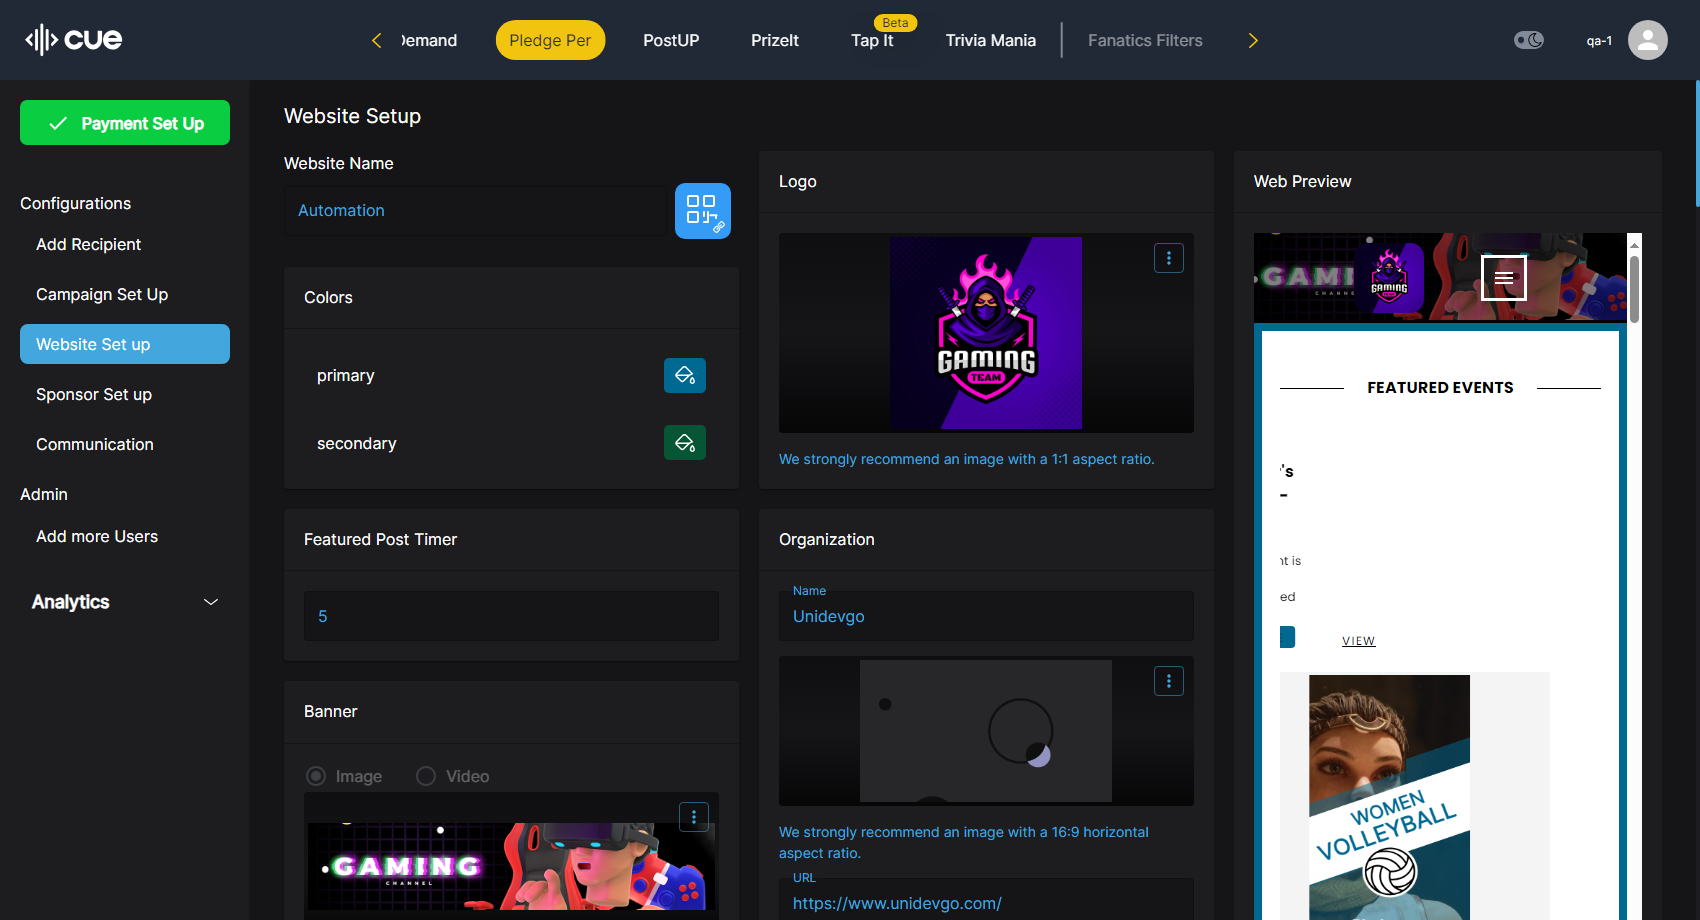 cue
Demand
Pledge Per
PostUP
PrizeIt
Beta
Tap It
Trivia Mania
Fanatics Filters
qa-1
Payment Set Up
Configurations
Add Recipient
Campaign Set Up
Website Set up
Sponsor Set up
Communication
Admin
Add more Users
Analytics
Website Setup
Website Name
Automation
Colors
primary
secondary
Featured Post Timer
5
Banner
Image
Video
GAMING
CHANNEL
Logo
GAMING
TEAM
We strongly recommend an image with a 1:1 aspect ratio.
Organization
Name
Unidevgo
We strongly recommend an image with a 16:9 horizontal
aspect ratio.
URL
https://www.unidevgo.com/
Web Preview
GAMI
CHANN
GAMING
TEAM
FEATURED EVENTS
's
–
nt is
ed
VIEW
WOMEN
VOLLEYBALL